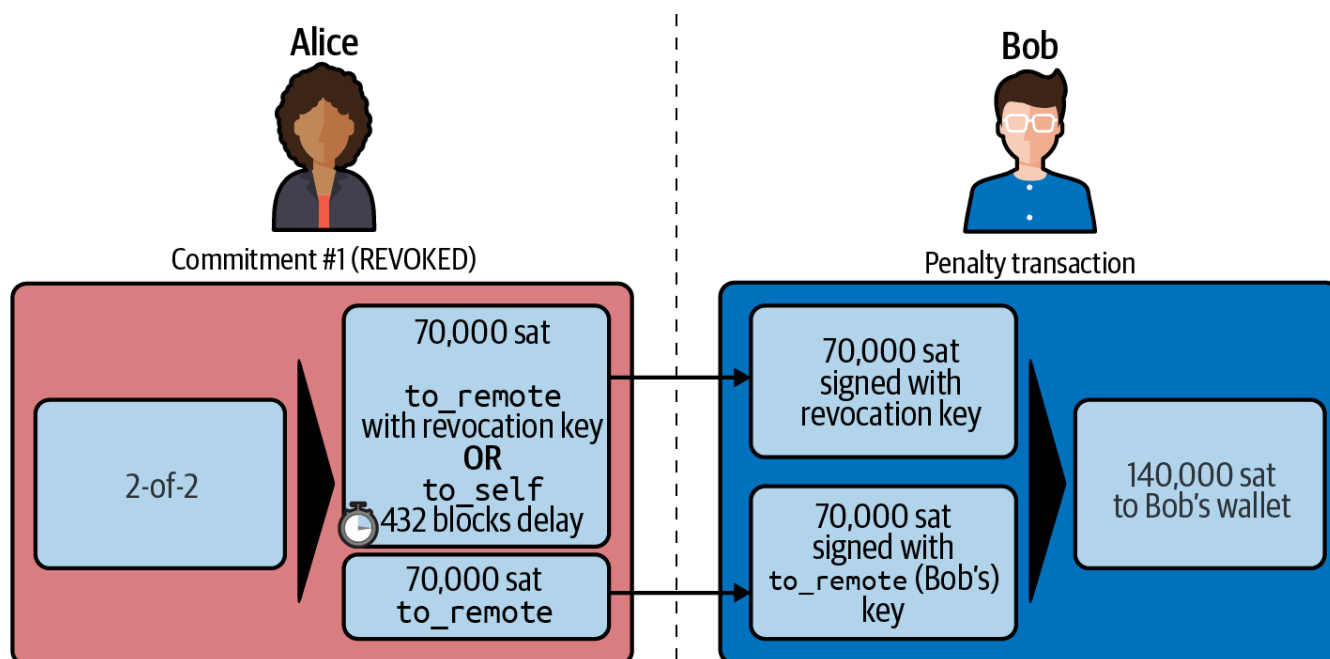 Alice
Bob
Commitment #1 (REVOKED)
Penalty transaction
2-of-2
70,000 sat
to_remote
with revocation key
OR
to_self
432 blocks delay
70,000 sat
to_remote
70,000 sat
signed with
revocation key
70,000 sat
signed with
to_remote (Bob's)
key
140,000 sat
to Bob's wallet